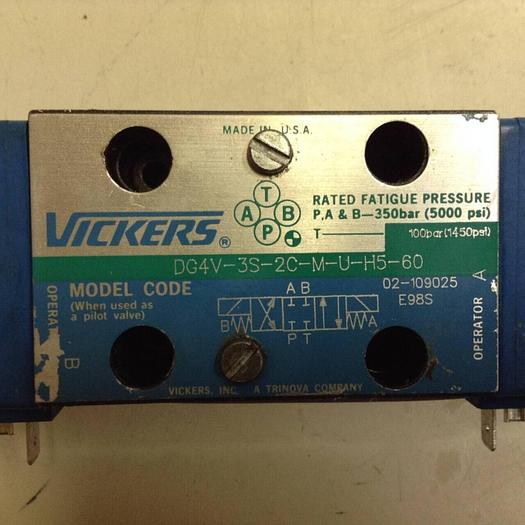 MADE IN U.S.A.
VICKERS®
T
A B
P
RATED FATIGUE PRESSURE
P,A & B—350bar (5000 psi)
T 100bar(1450psi)
DG4V-3S-2C-M-U-H5-60
MODEL CODE
(When used as
a pilot valve)
02-109025
E98S
A B
B A
P T
OPERA
B
OPERATOR A
VICKERS, INC. A TRINOVA COMPANY